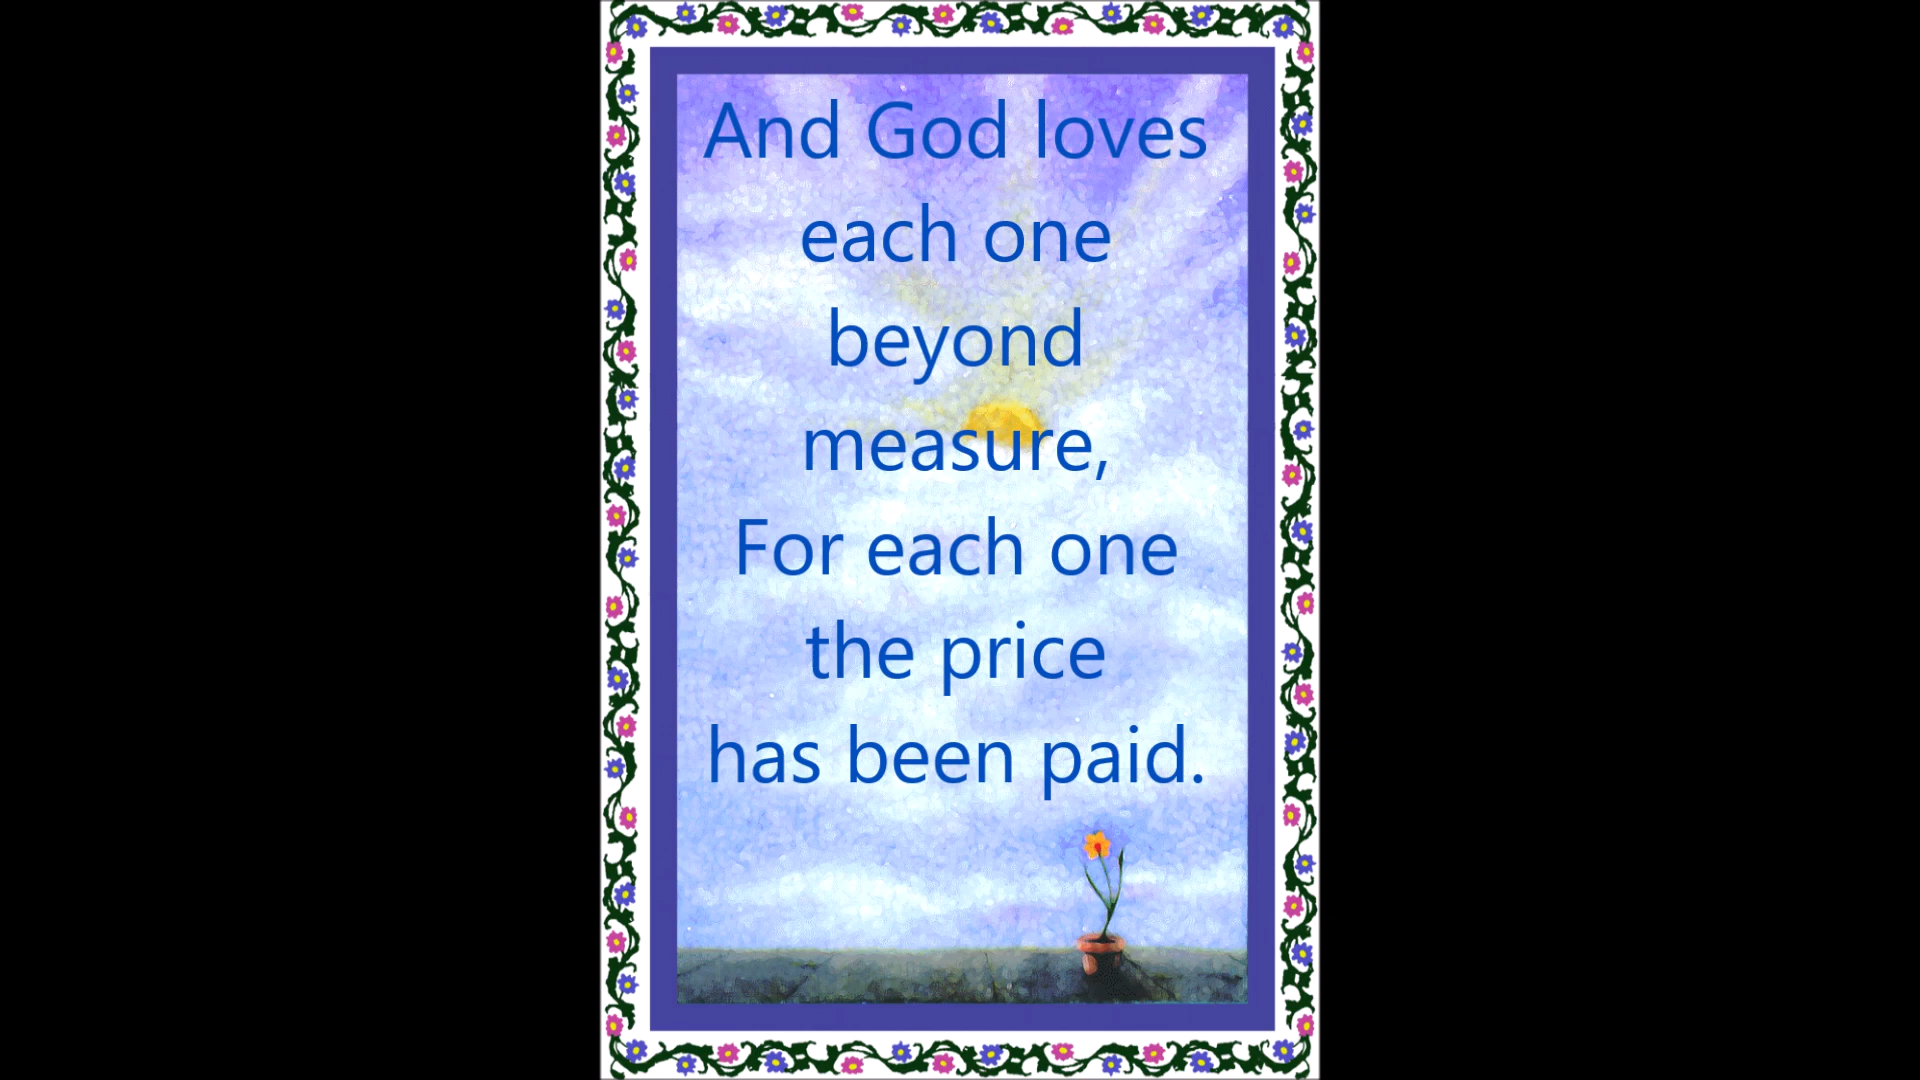 And God loves
each one
beyond
measure,
For each one
the price
has been paid.